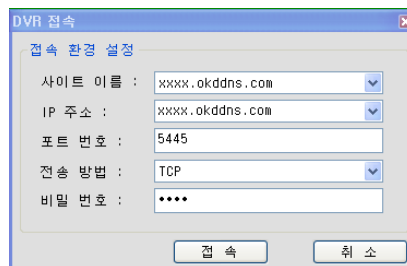 DVR 접속
접속 환경 설정
사이트 이름 : xxxx.okddns.com
IP 주소 : xxxx.okddns.com
포트 번호 : 5445
전송 방법 : TCP
비밀 번호 : ••••
접 속 취 소